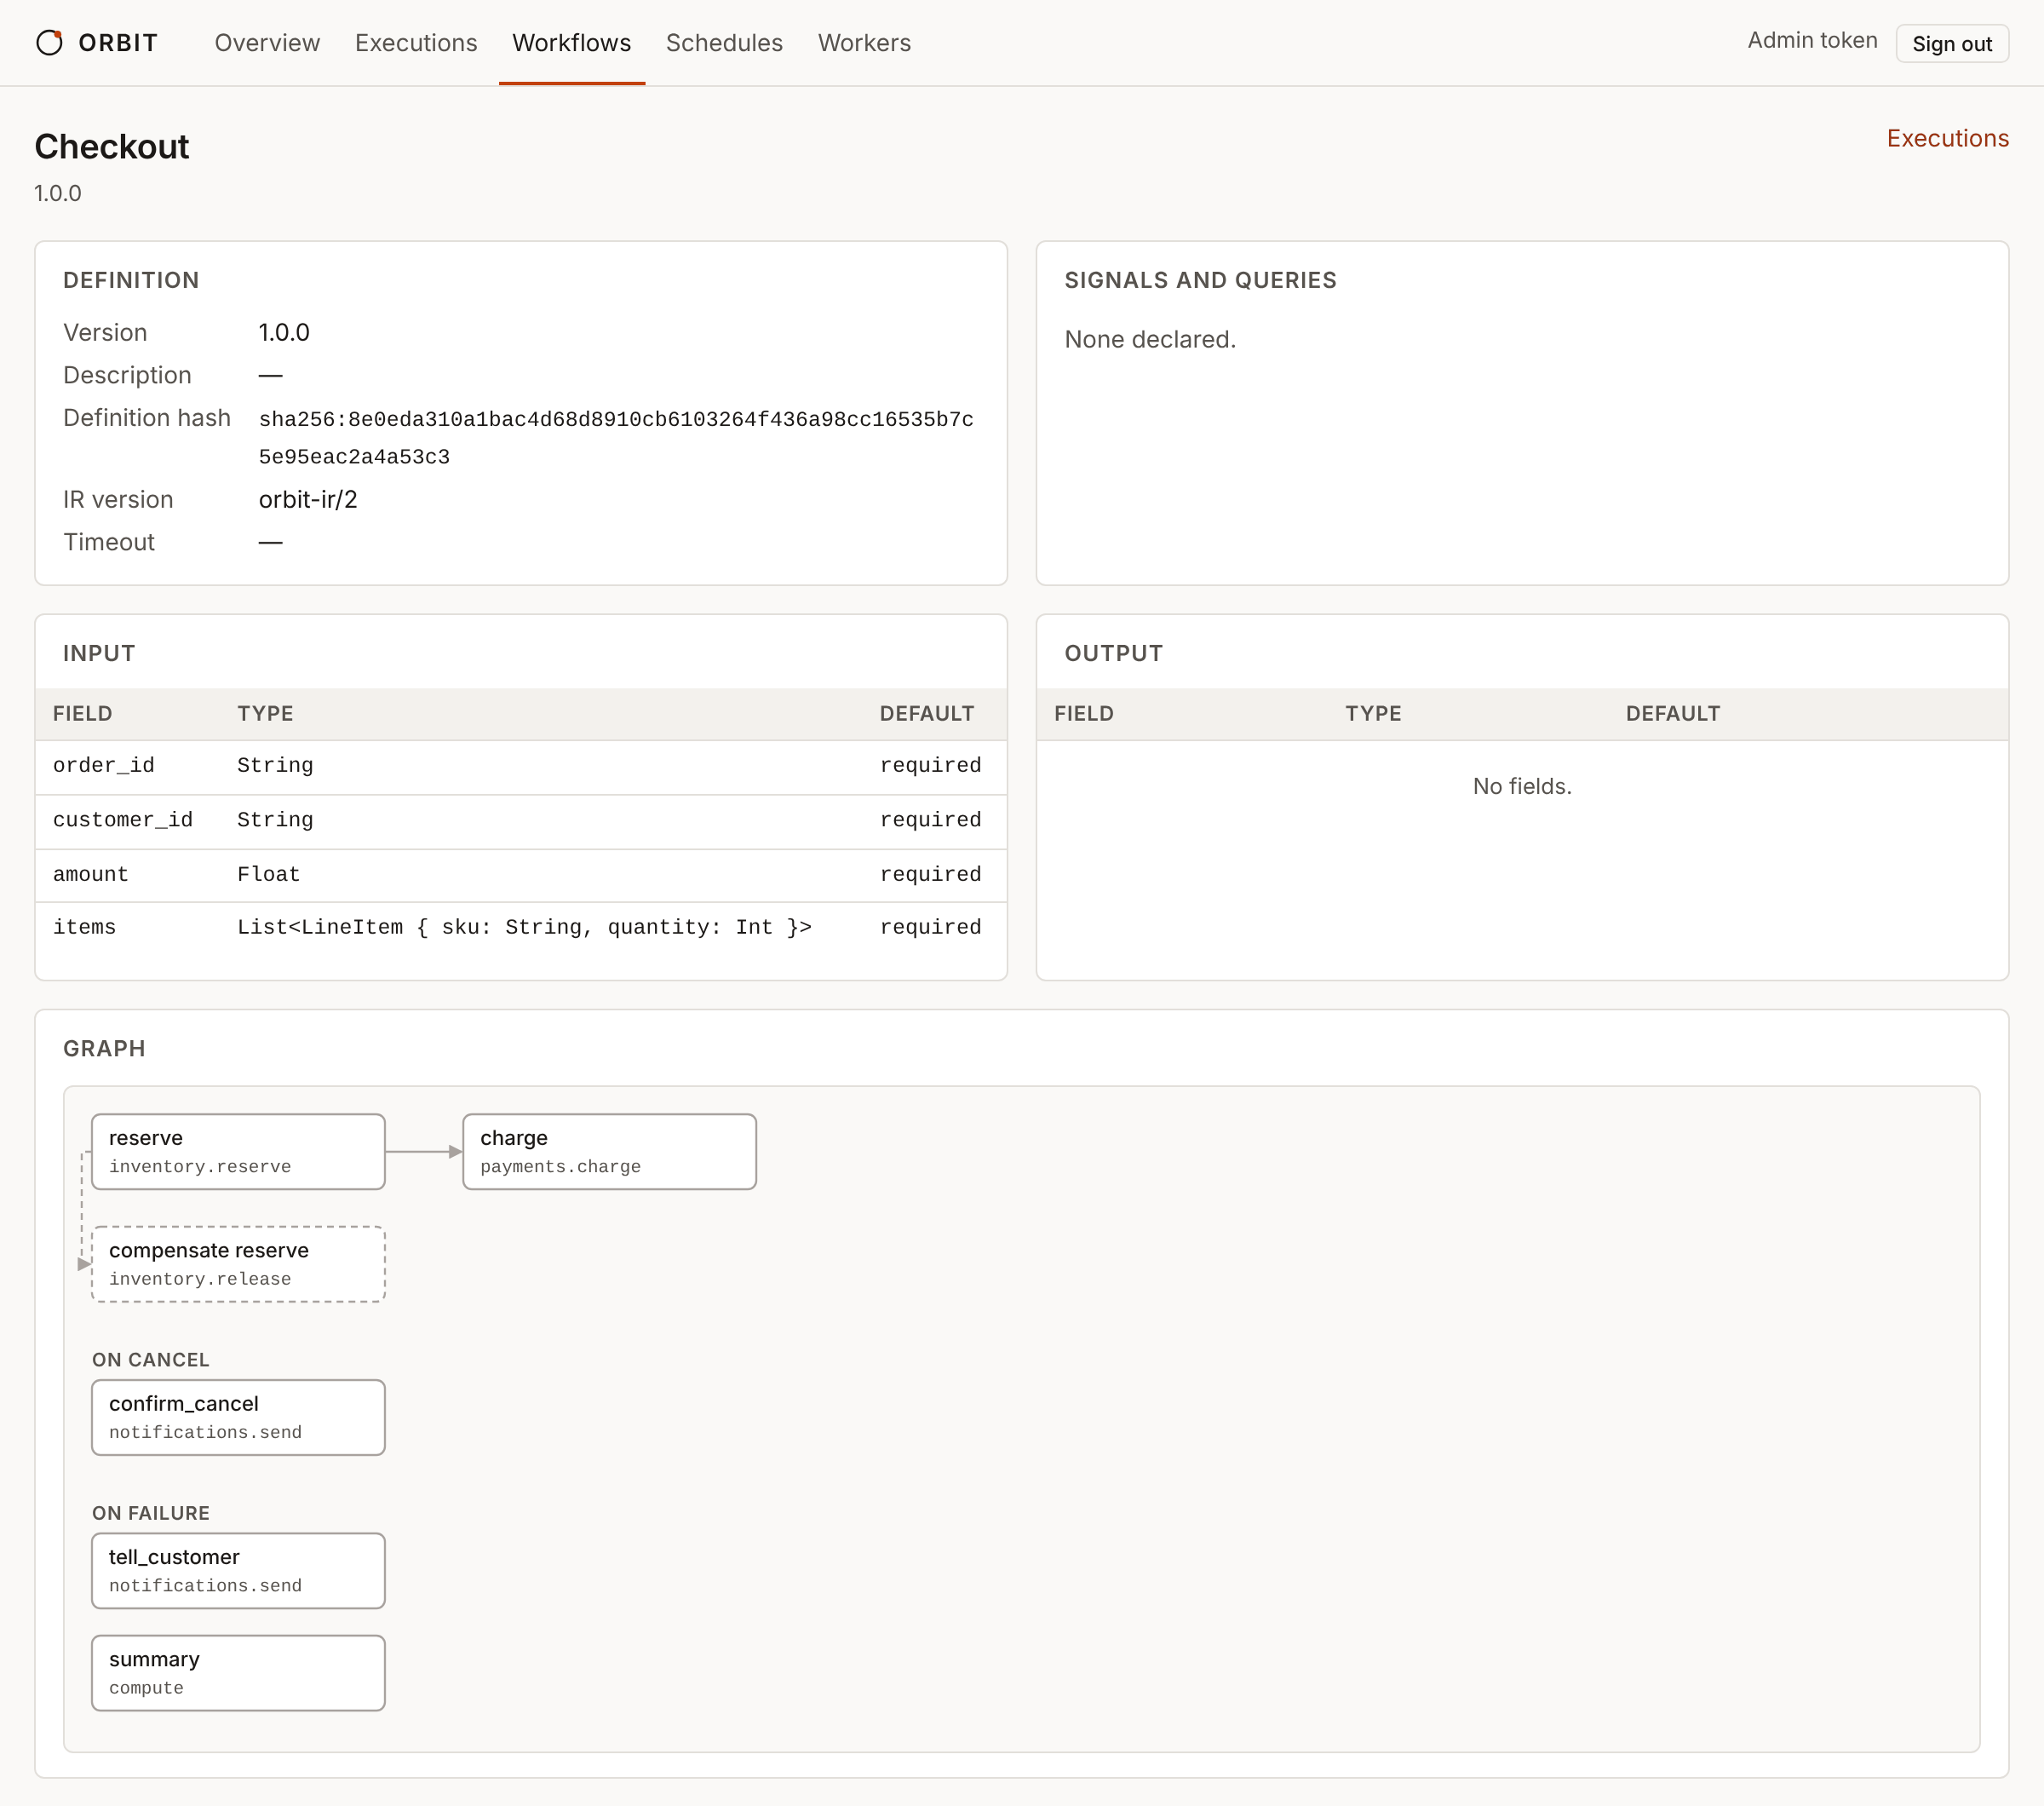 ORBIT Overview Executions Workflows Schedules Workers Admin token Sign out
Checkout
Executions
1.0.0
DEFINITION
Version 1.0.0
Description —
Definition hash sha256:8e0eda310a1bac4d68d8910cb6103264f436a98cc16535b7c
5e95eac2a4a53c3
IR version orbit-ir/2
Timeout —
SIGNALS AND QUERIES
None declared.
INPUT
FIELD TYPE DEFAULT
order_id String required
customer_id String required
amount Float required
items List<LineItem { sku: String, quantity: Int }> required
OUTPUT
FIELD TYPE DEFAULT
No fields.
GRAPH
reserve
inventory.reserve
charge
payments.charge
compensate reserve
inventory.release
ON CANCEL
confirm_cancel
notifications.send
ON FAILURE
tell_customer
notifications.send
summary
compute